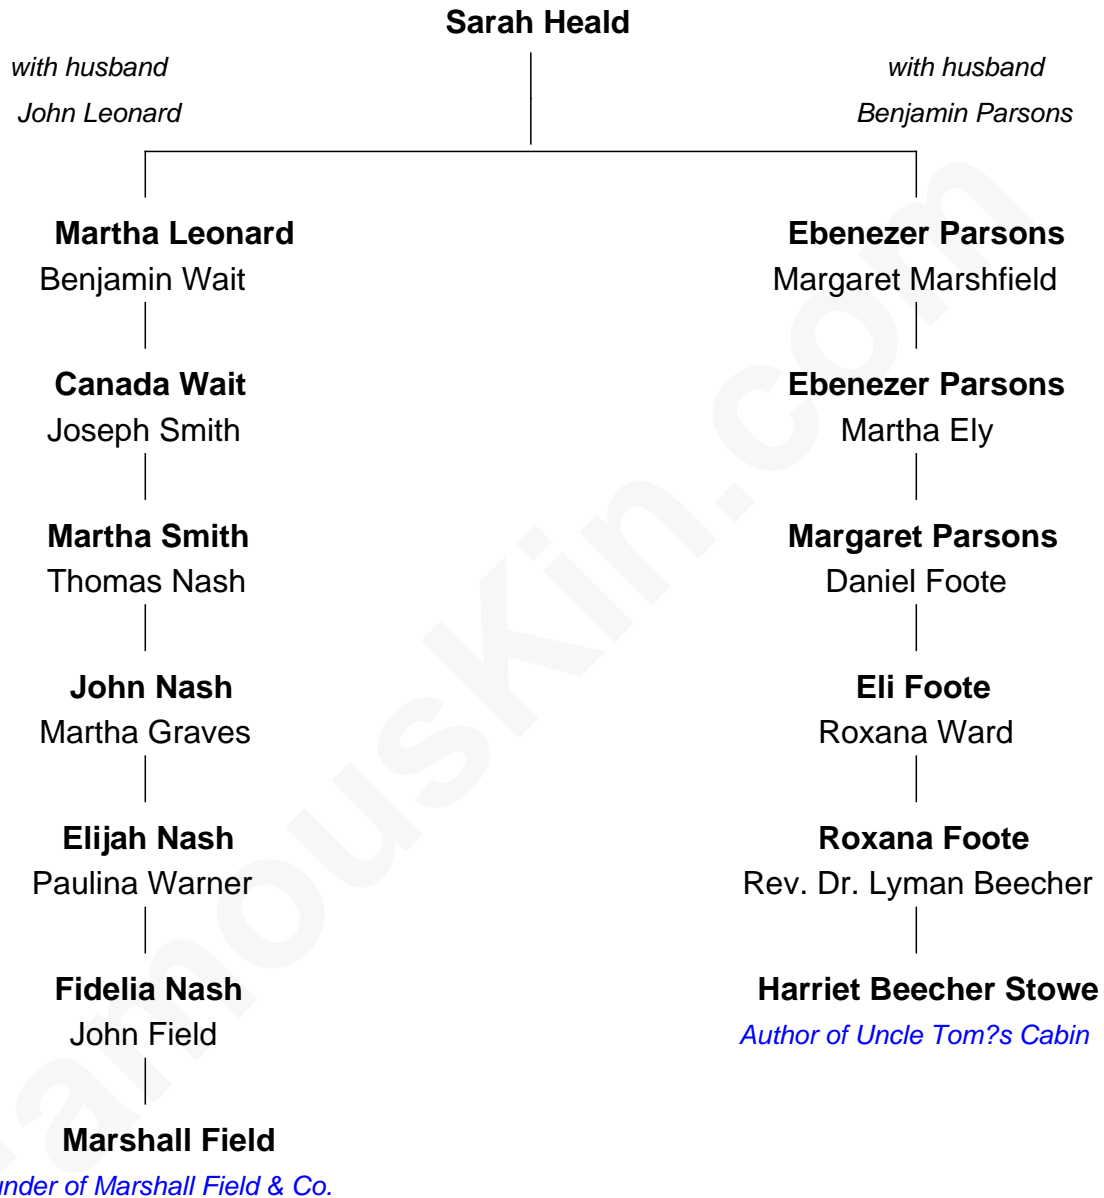 Sarah Heald
with husband
John Leonard
with husband
Benjamin Parsons
Martha Leonard
Benjamin Wait
Canada Wait
Joseph Smith
Martha Smith
Thomas Nash
John Nash
Martha Graves
Elijah Nash
Paulina Warner
Fidelia Nash
John Field
Marshall Field
under of Marshall Field & Co.
Ebenezer Parsons
Margaret Marshfield
Ebenezer Parsons
Martha Ely
Margaret Parsons
Daniel Foote
Eli Foote
Roxana Ward
Roxana Foote
Rev. Dr. Lyman Beecher
Harriet Beecher Stowe
Author of Uncle Tom?s Cabin
amousKin.com